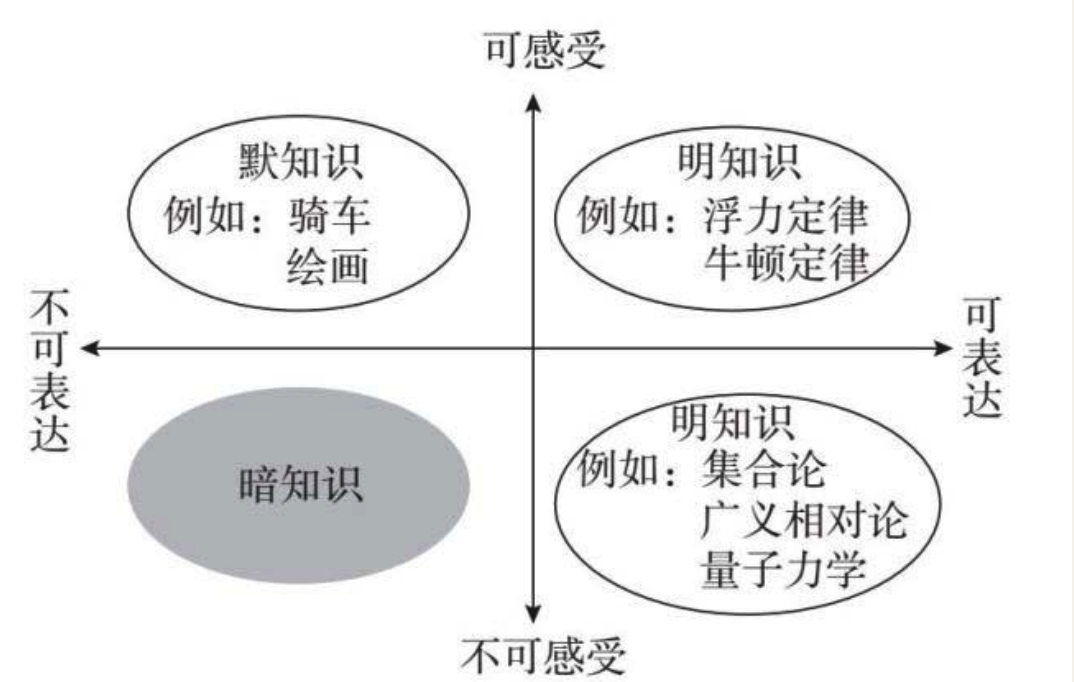 可感受
默知识
例如：骑车
绘画
明知识
例如：浮力定律
牛顿定律
不可表达
可表达
暗知识
明知识
例如：集合论
广义相对论
量子力学
不可感受